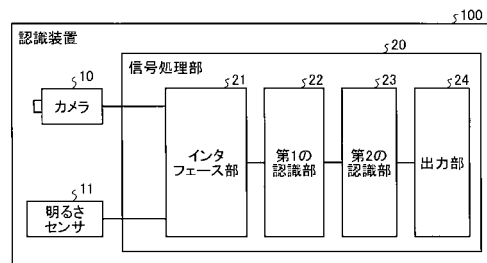 100
認識装置
20
信号処理部
10
カメラ
21
インタ
フェース部
22
第1の
認識部
23
第2の
認識部
24
出力部
11
明るさ
センサ